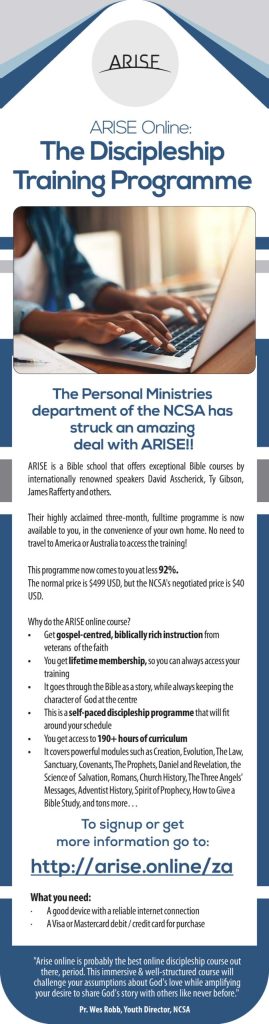 ARISE
ARISE Online:
The Discipleship
Training Programme
The Personal Ministries
department of the NCSA has
struck an amazing
deal with ARISE!!
ARISE is a Bible school that offers exceptional Bible courses by
internationally renowned speakers David Asscherick, Ty Gibson,
James Rafferty and others.
Their highly acclaimed three-month, fulltime programme is now
available to you, in the convenience of your own home. No need to
travel to America or Australia to access the training!
This programme now comes to you at less 92%.
The normal price is $499 USD, but the NCSA's negotiated price is $40
USD.
Why do the ARISE online course?
• Get gospel-centred, biblically rich instruction from
veterans of the faith
• You get lifetime membership, so you can always access your
training
• It goes through the Bible as a story, while always keeping the
character of God at the centre
• This is a self-paced discipleship programme that will fit
around your schedule
• You get access to 190+ hours of curriculum
• It covers powerful modules such as Creation, Evolution, The Law,
Sanctuary, Covenants, The Prophets, Daniel and Revelation, the
Science of Salvation, Romans, Church History, The Three Angels'
Messages, Adventist History, Spirit of Prophecy, How to Give a
Bible Study, and tons more…
To signup or get
more information go to:
http://arise.online/za
What you need:
· A good device with a reliable internet connection
· A Visa or Mastercard debit / credit card for purchase
"Arise online is probably the best online discipleship course out
there, period. This immersive & well-structured course will
challenge your assumptions about God's love while amplifying
your desire to share God's story with others like never before."
Pr. Wes Robb, Youth Director, NCSA